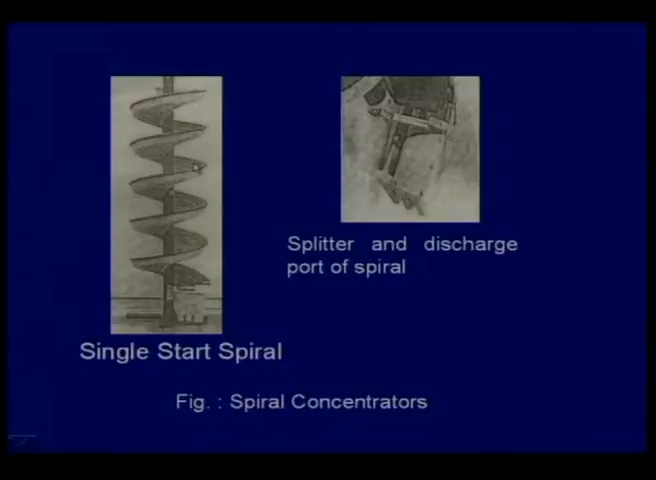 Splitter and discharge
port of spiral
Single Start Spiral
Fig. : Spiral Concentrators